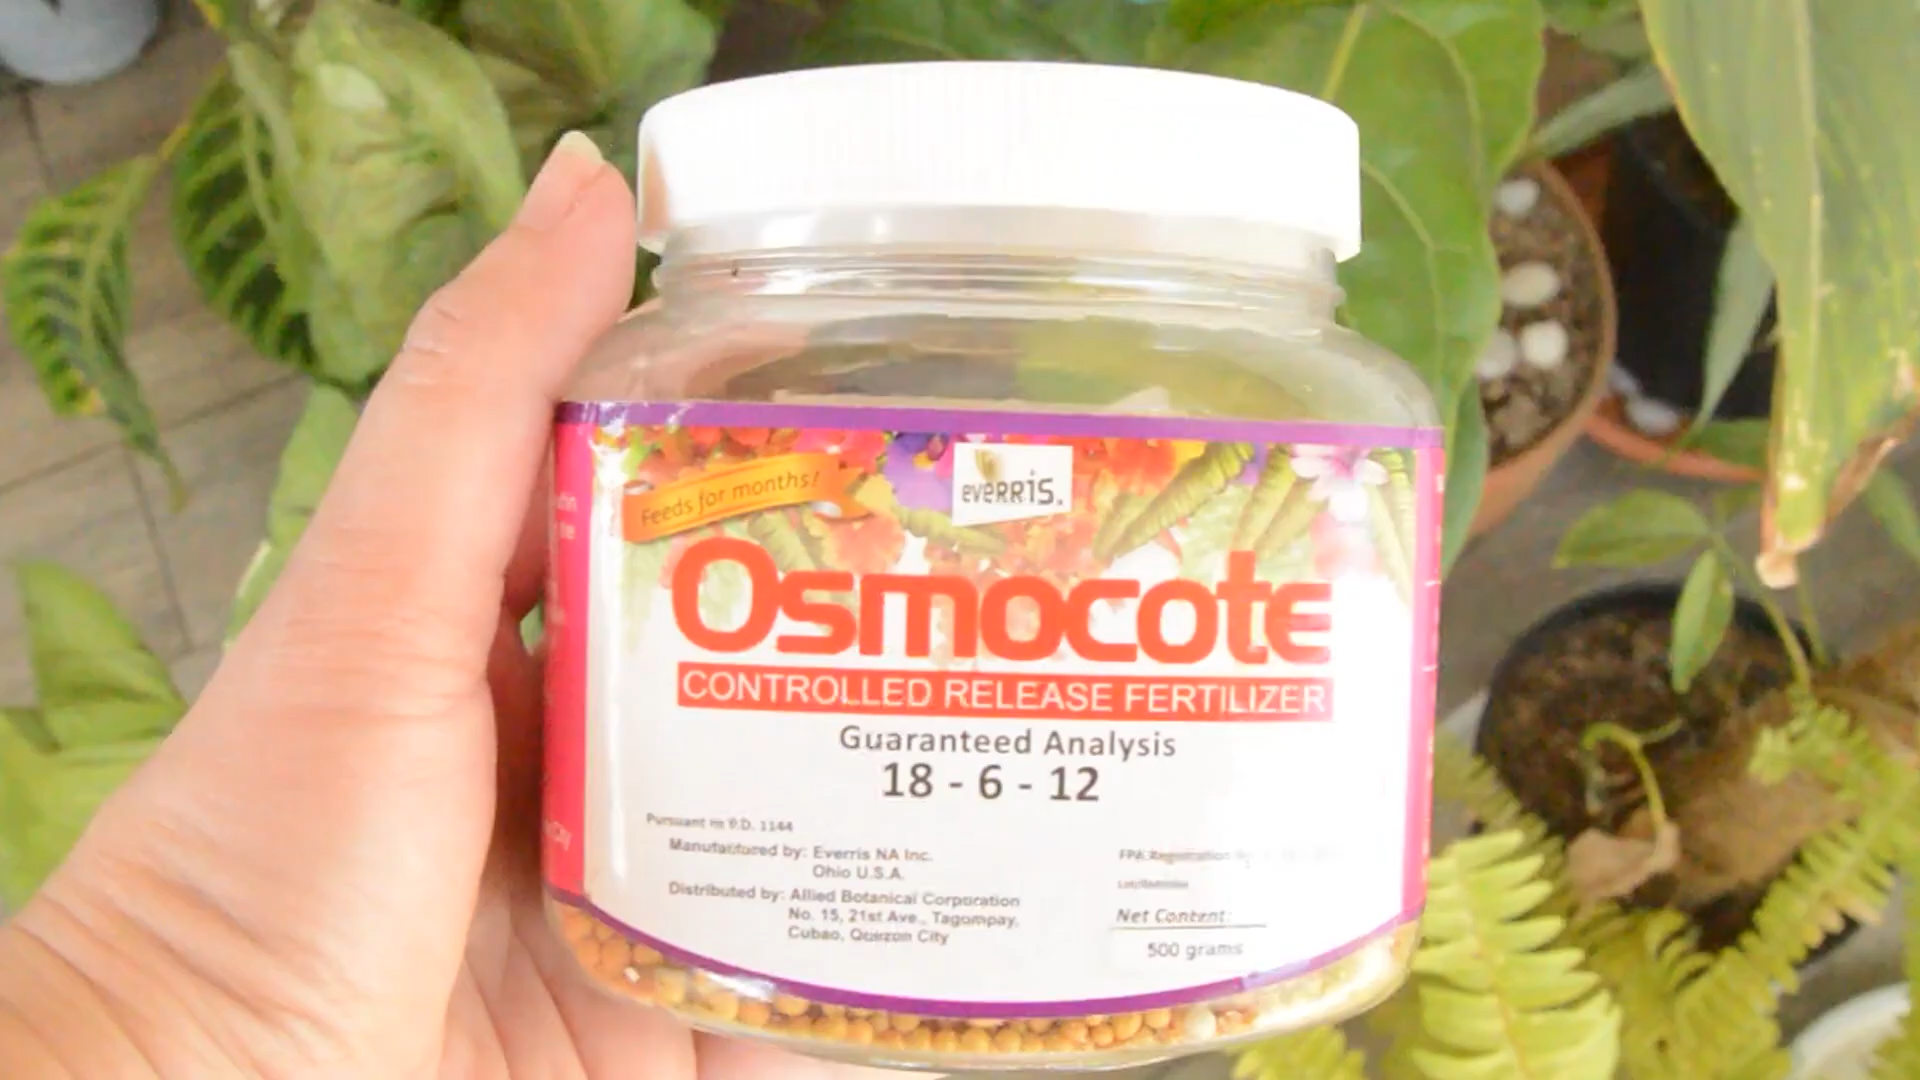 Feeds for months!
everris.
Osmocote
CONTROLLED RELEASE FERTILIZER
Guaranteed Analysis
18 - 6 - 12
Pursuant to P.D. 1144
Manufactured by: Everris NA Inc.
Ohio U.S.A.
Distributed by: Allied Botanical Corporation
No. 15, 21st Ave., Tagompay,
Cubao, Quezon City
FPA Registration
Net Content:
500 grams